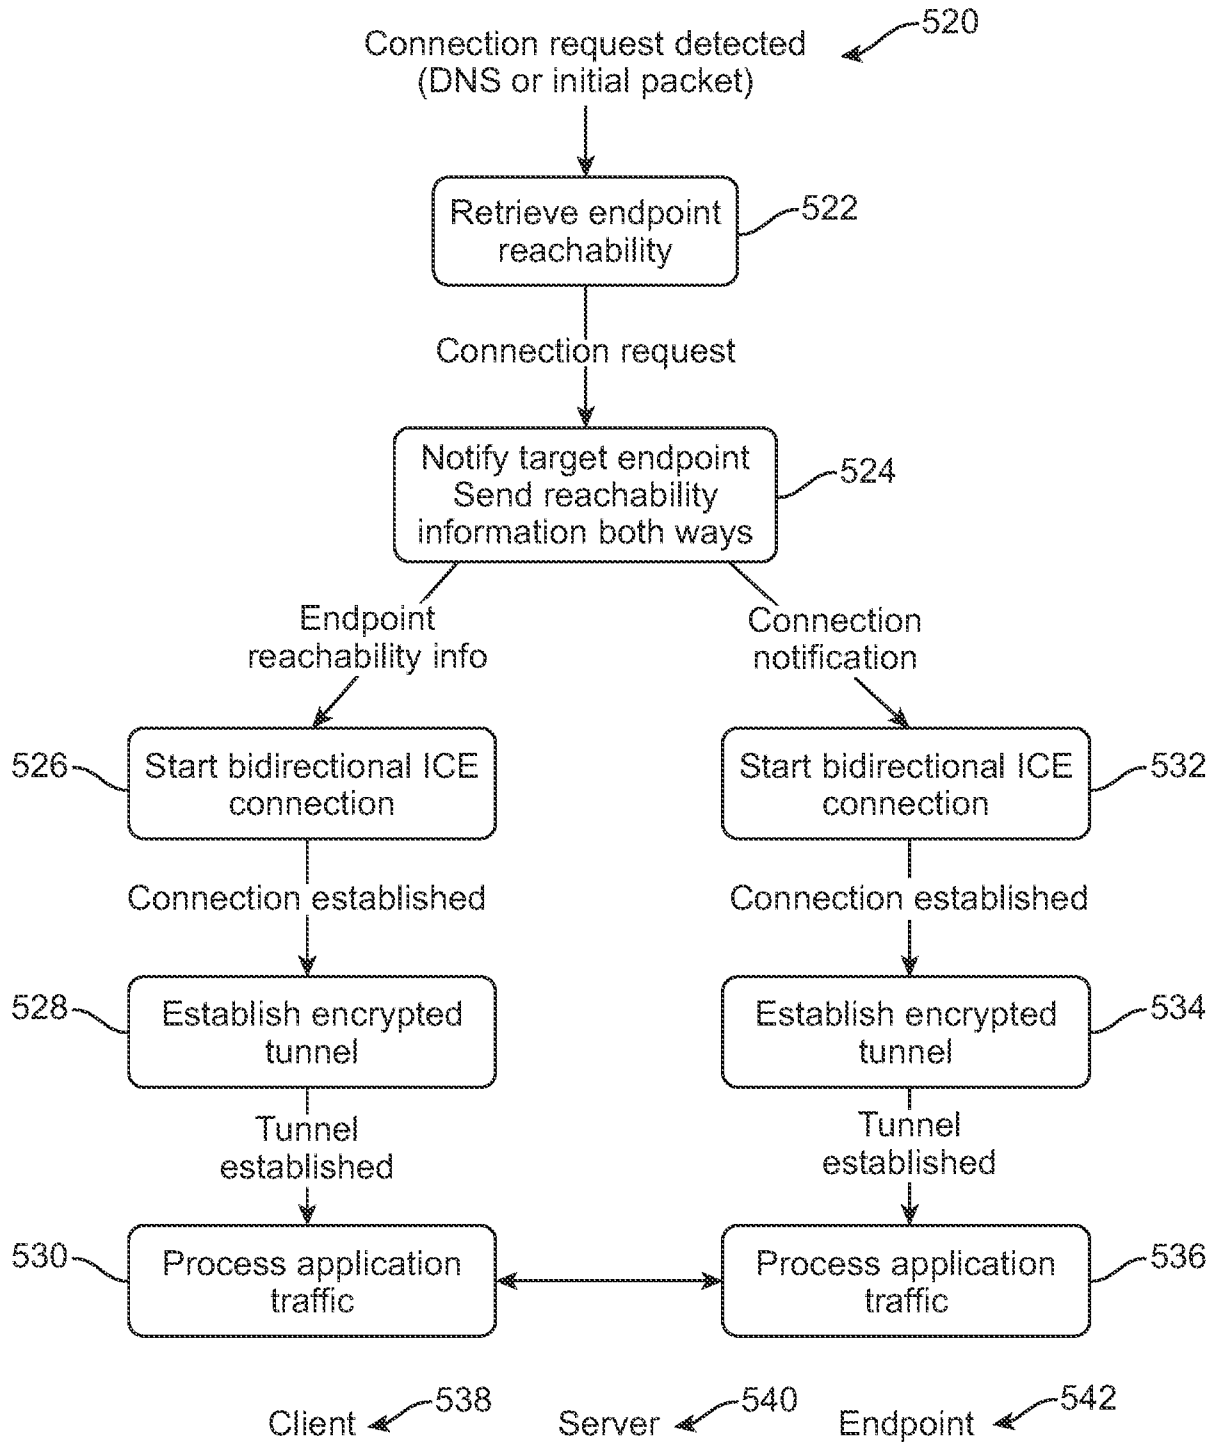 520
Connection request detected
(DNS or initial packet)
522
Retrieve endpoint
reachability
Connection request
524
Notify target endpoint
Send reachability
information both ways
Endpoint
reachability info
Connection
notification
526
Start bidirectional ICE
connection
532
Start bidirectional ICE
connection
Connection established
Connection established
528
Establish encrypted
tunnel
534
Establish encrypted
tunnel
Tunnel
established
Tunnel
established
530
Process application
traffic
536
Process application
traffic
Client
538
Server
540
Endpoint
542